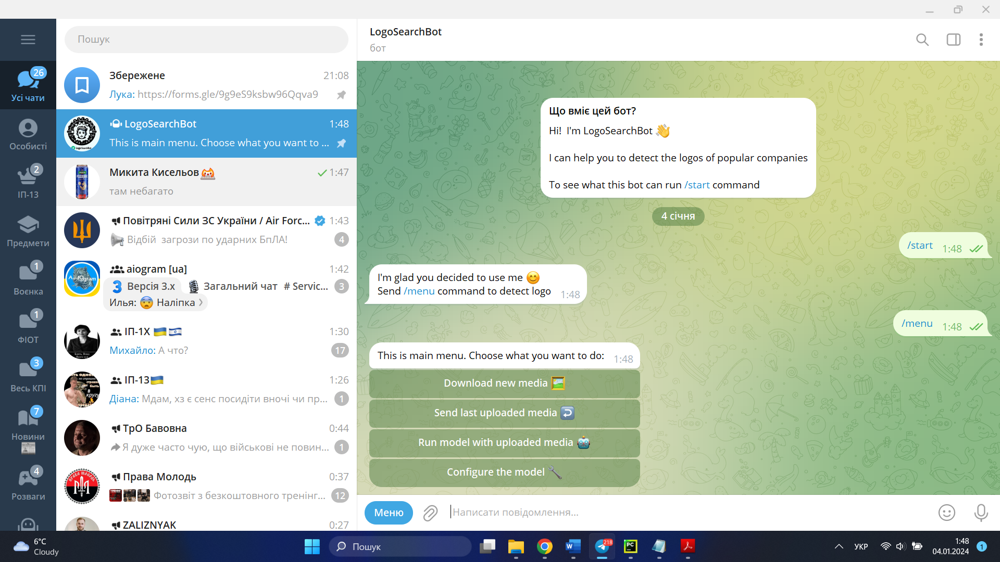 Пошук
26
Усі чати
Особисті
2
ІП-13
Предмети
1
Воєнка
1
ФІОТ
3
Весь КПІ
7
Новини
4
Розваги
Збережене 21:08
Лука: https://forms.gle/9g9eS9ksbw96Qqva9
LogoSearchBot 1:48
This is main menu. Choose what you want to ...
Микита Кисельов 1:47
там небагато
Повітряні Сили ЗС України / Air Forc... 1:43
Відбій загрози по ударних БпЛА! 4
aiogram [ua] 1:42
3 Версія 3.x Загальний чат # Servic... 3
Илья: Наліпка
ІП-1Х 1:30
Михайло: А что? 17
ІП-13 1:26
Діана: Мдам, хз є сенс посидіти вночі чи пр... 1
ТрО Бавовна 0:44
Я дуже часто чую, що військові не повин... 1
Права Молодь 0:37
Фотозвіт з безкоштовного тренінг... 12
ZALIZNYAK 0:27
LogoSearchBot
бот
Що вміє цей бот?
Hi! I'm LogoSearchBot
I can help you to detect the logos of popular companies
To see what this bot can run /start command
4 січня
/start 1:48
I'm glad you decided to use me
Send /menu command to detect logo 1:48
/menu 1:48
This is main menu. Choose what you want to do: 1:48
Download new media
Send last uploaded media
Run model with uploaded media
Configure the model
Меню
Написати повідомлення...
6°C
Cloudy
Пошук
218
PC
УКР
1:48
04.01.2024
1